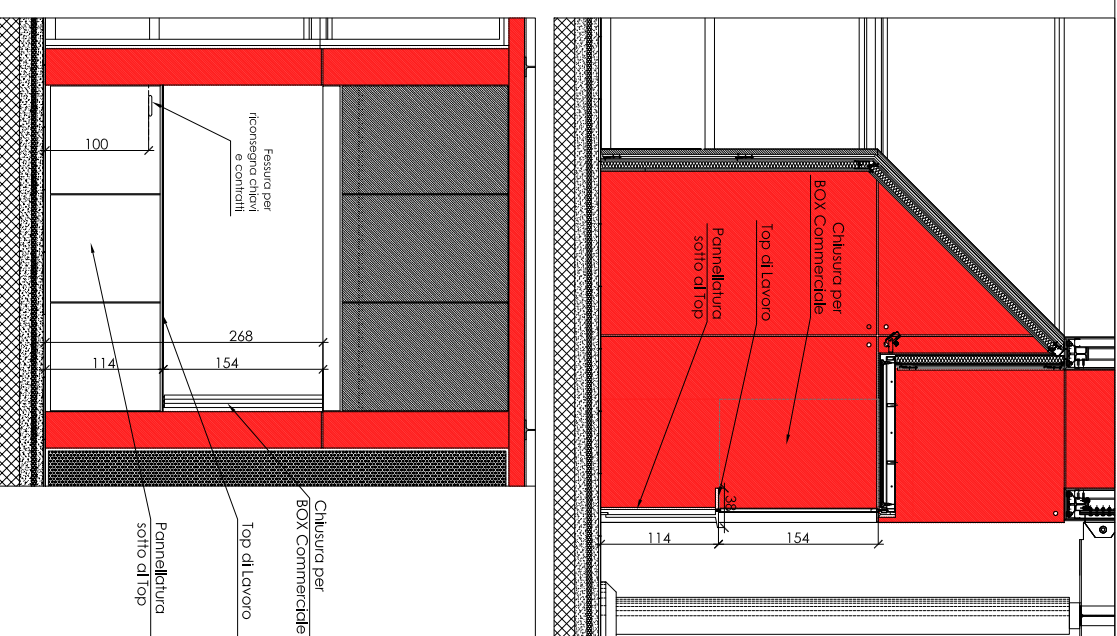 Fessura per
riconsegna chiavi
e contratti
100
268
114
154
Chiusura per
BOX Commerciale
Top di Lavoro
Pannellatura
sotto al Top
Chiusura per
BOX Commerciale
Top di Lavoro
Pannellatura
sotto al Top
38
114
154